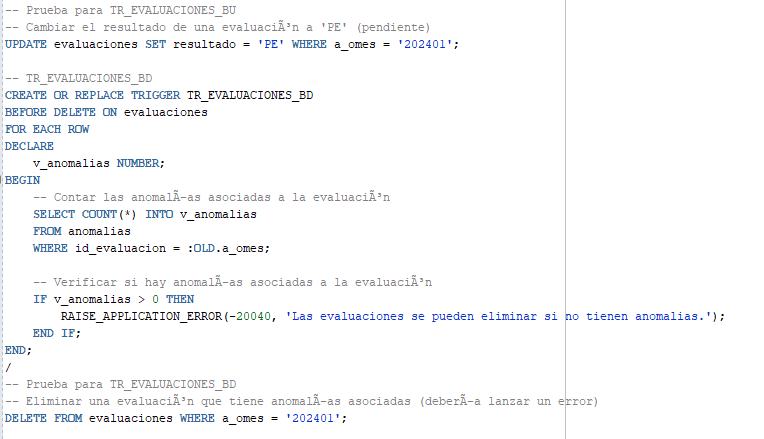 -- Prueba para TR_EVALUACIONES_BU
-- Cambiar el resultado de una evaluaciÃ³n a 'PE' (pendiente)
UPDATE evaluaciones SET resultado = 'PE' WHERE a_omes = '202401';
-- TR_EVALUACIONES_BD
CREATE OR REPLACE TRIGGER TR_EVALUACIONES_BD
BEFORE DELETE ON evaluaciones
FOR EACH ROW
DECLARE
    v_anomalias NUMBER;
BEGIN
    -- Contar las anomalÃ-as asociadas a la evaluaciÃ³n
    SELECT COUNT(*) INTO v_anomalias
    FROM anomalias
    WHERE id_evaluacion = :OLD.a_omes;
    -- Verificar si hay anomalÃ-as asociadas a la evaluaciÃ³n
    IF v_anomalias > 0 THEN
        RAISE_APPLICATION_ERROR(-20040, 'Las evaluaciones se pueden eliminar si no tienen anomalias.');
    END IF;
END;
/
-- Prueba para TR_EVALUACIONES_BD
-- Eliminar una evaluaciÃ³n que tiene anomalÃ-as asociadas (deberÃ-a lanzar un error)
DELETE FROM evaluaciones WHERE a_omes = '202401';